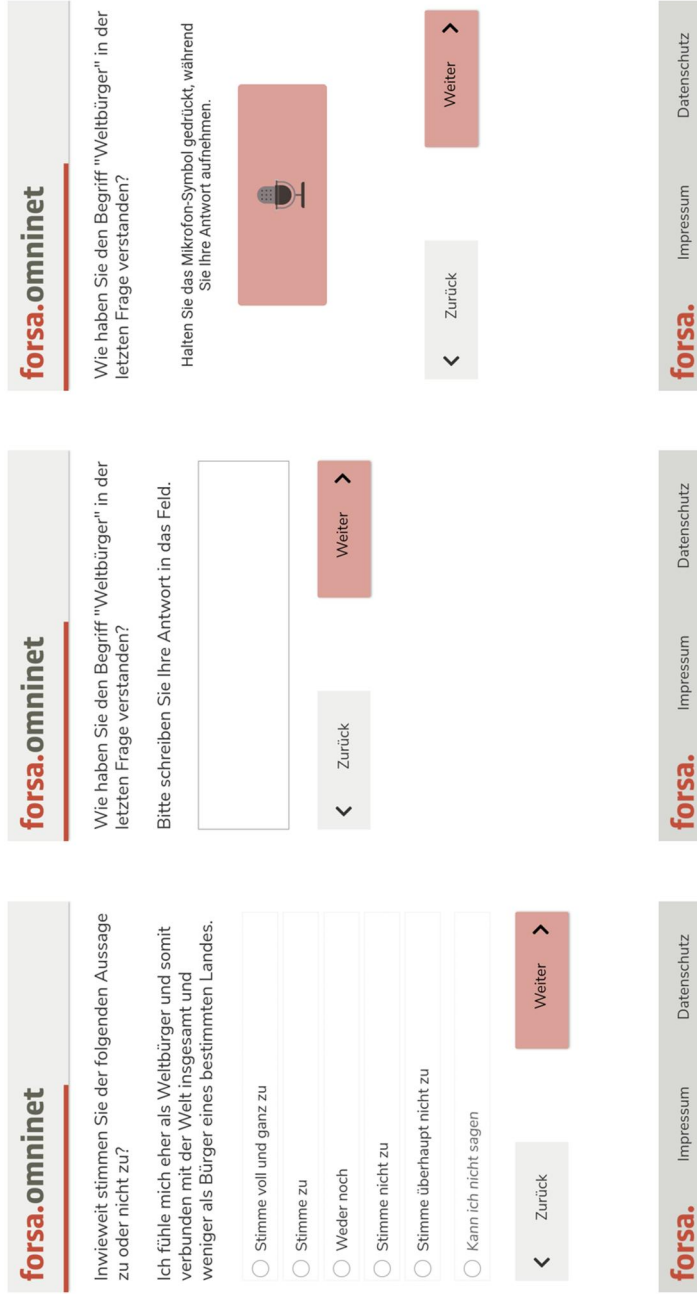 forsa.omninet
Inwieweit stimmen Sie der folgenden Aussage
zu oder nicht zu?
Ich fühle mich eher als Weltbürger und somit
verbunden mit der Welt insgesamt und
weniger als Bürger eines bestimmten Landes.
Stimme voll und ganz zu
Stimme zu
Weder noch
Stimme nicht zu
Stimme überhaupt nicht zu
Kann ich nicht sagen
Zurück
Weiter
forsa.
Impressum
Datenschutz
forsa.omninet
Wie haben Sie den Begriff "Weltbürger" in der
letzten Frage verstanden?
Bitte schreiben Sie Ihre Antwort in das Feld.
Zurück
Weiter
forsa.
Impressum
Datenschutz
forsa.omninet
Wie haben Sie den Begriff "Weltbürger" in der
letzten Frage verstanden?
Halten Sie das Mikrofon-Symbol gedrückt, während
Sie Ihre Antwort aufnehmen.
Zurück
Weiter
forsa.
Impressum
Datenschutz